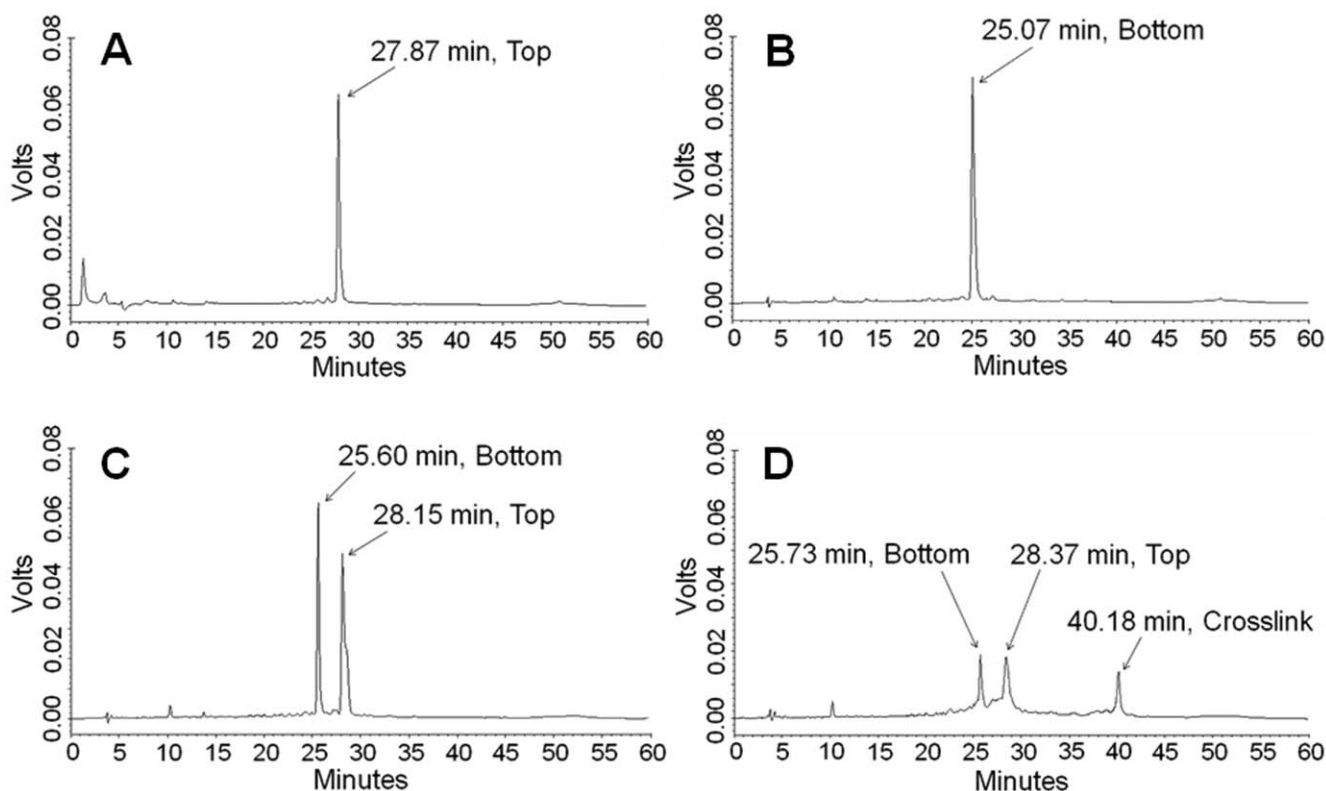 A
27.87 min, Top
Volts
0.00 0.02 0.04 0.06 0.08
0 5 10 15 20 25 30 35 40 45 50 55 60
Minutes
B
25.07 min, Bottom
Volts
0.00 0.02 0.04 0.06 0.08
0 5 10 15 20 25 30 35 40 45 50 55 60
Minutes
C
25.60 min, Bottom
28.15 min, Top
Volts
0.00 0.02 0.04 0.06 0.08
0 5 10 15 20 25 30 35 40 45 50 55 60
Minutes
D
25.73 min, Bottom
28.37 min, Top
40.18 min, Crosslink
Volts
0.00 0.02 0.04 0.06 0.08
0 5 10 15 20 25 30 35 40 45 50 55 60
Minutes